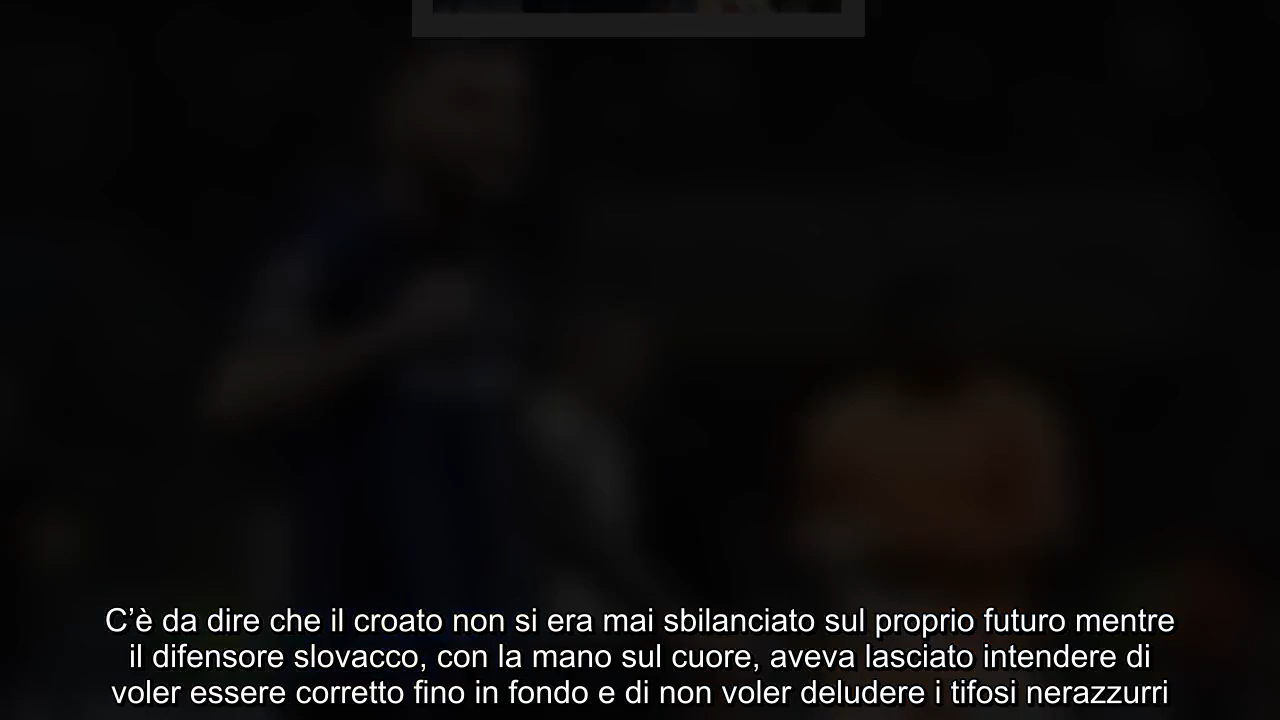 C’è da dire che il croato non si era mai sbilanciato sul proprio futuro mentre
il difensore slovacco, con la mano sul cuore, aveva lasciato intendere di
voler essere corretto fino in fondo e di non voler deludere i tifosi nerazzurri